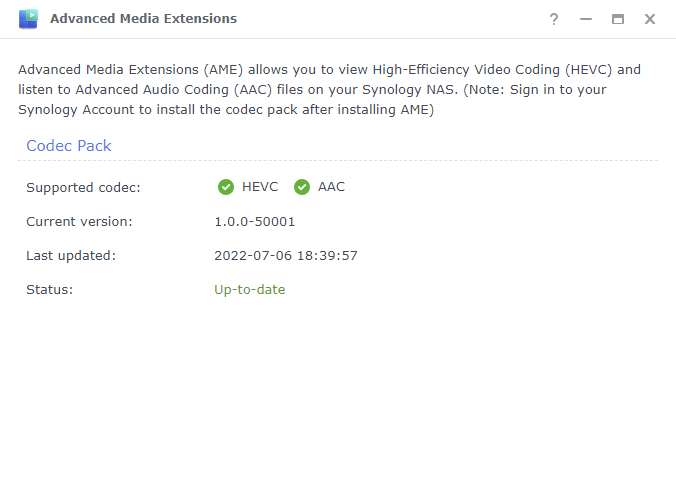 Advanced Media Extensions
Advanced Media Extensions (AME) allows you to view High-Efficiency Video Coding (HEVC) and
listen to Advanced Audio Coding (AAC) files on your Synology NAS. (Note: Sign in to your
Synology Account to install the codec pack after installing AME)
Codec Pack
Supported codec: HEVC AAC
Current version: 1.0.0-50001
Last updated: 2022-07-06 18:39:57
Status: Up-to-date